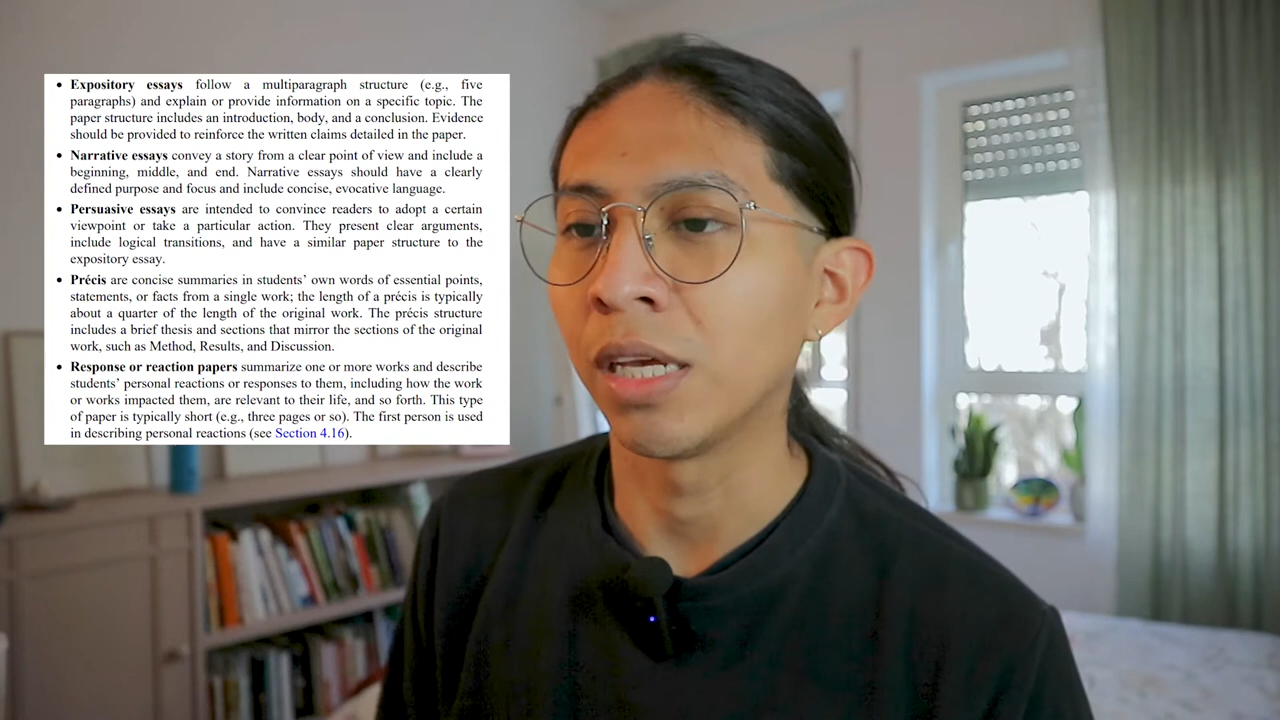 • Expository essays follow a multiparagraph structure (e.g., five
paragraphs) and explain or provide information on a specific topic. The
paper structure includes an introduction, body, and a conclusion. Evidence
should be provided to reinforce the written claims detailed in the paper.
• Narrative essays convey a story from a clear point of view and include a
beginning, middle, and end. Narrative essays should have a clearly
defined purpose and focus and include concise, evocative language.
• Persuasive essays are intended to convince readers to adopt a certain
viewpoint or take a particular action. They present clear arguments,
include logical transitions, and have a similar paper structure to the
expository essay.
• Précis are concise summaries in students' own words of essential points,
statements, or facts from a single work; the length of a précis is typically
about a quarter of the length of the original work. The précis structure
includes a brief thesis and sections that mirror the sections of the original
work, such as Method, Results, and Discussion.
• Response or reaction papers summarize one or more works and describe
students' personal reactions or responses to them, including how the work
or works impacted them, are relevant to their life, and so forth. This type
of paper is typically short (e.g., three pages or so). The first person is used
in describing personal reactions (see Section 4.16).